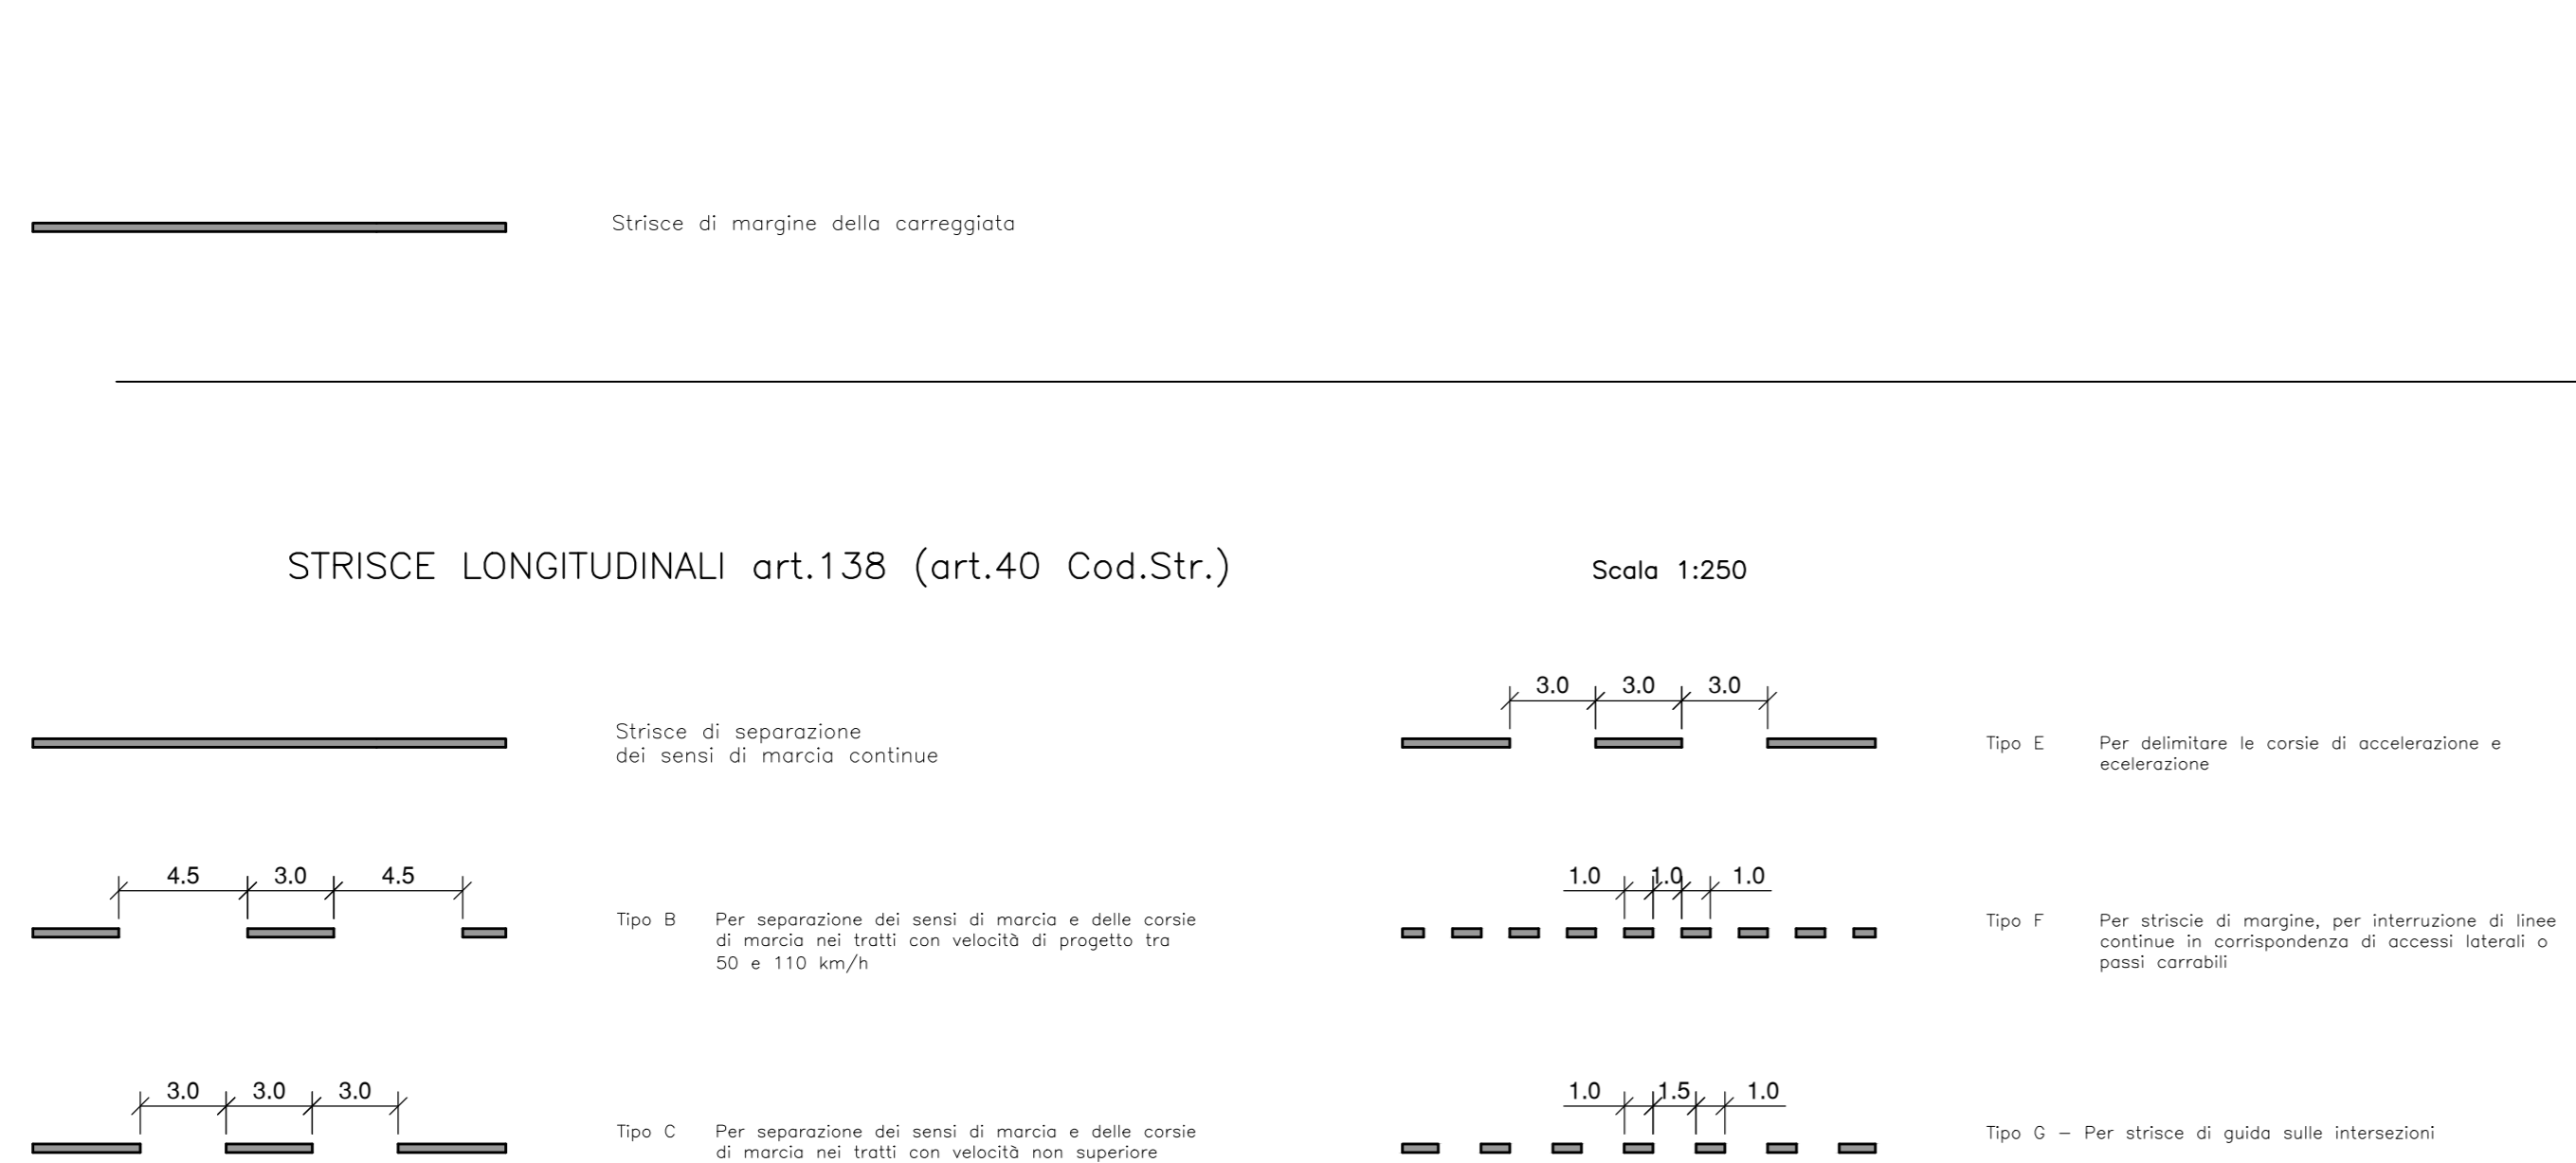 Strisce di margine della carreggiata
STRISCE LONGITUDINALI art.138 (art.40 Cod.Str.)
Scala 1:250
Strisce di separazione
dei sensi di marcia continue
4.5 3.0 4.5
Tipo B Per separazione dei sensi di marcia e delle corsie
di marcia nei tratti con velocità di progetto tra
50 e 110 km/h
3.0 3.0 3.0
Tipo C Per separazione dei sensi di marcia e delle corsie
di marcia nei tratti con velocità non superiore
3.0 3.0 3.0
Tipo E Per delimitare le corsie di accelerazione e
ecelerazione
1.0 1.0 1.0
Tipo F Per striscie di margine, per interruzione di linee
continue in corrispondenza di accessi laterali o
passi carrabili
1.0 1.5 1.0
Tipo G – Per strisce di guida sulle intersezioni